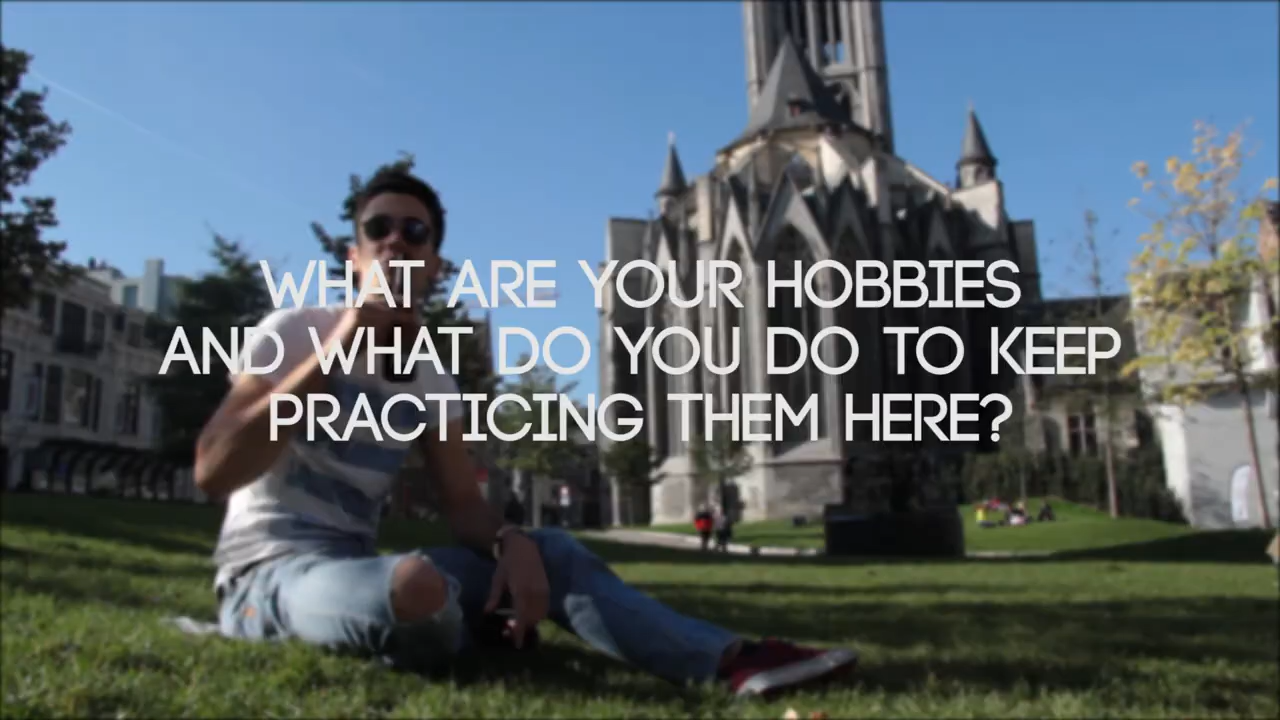 WHAT ARE YOUR HOBBIES
AND WHAT DO YOU DO TO KEEP
PRACTICING THEM HERE?